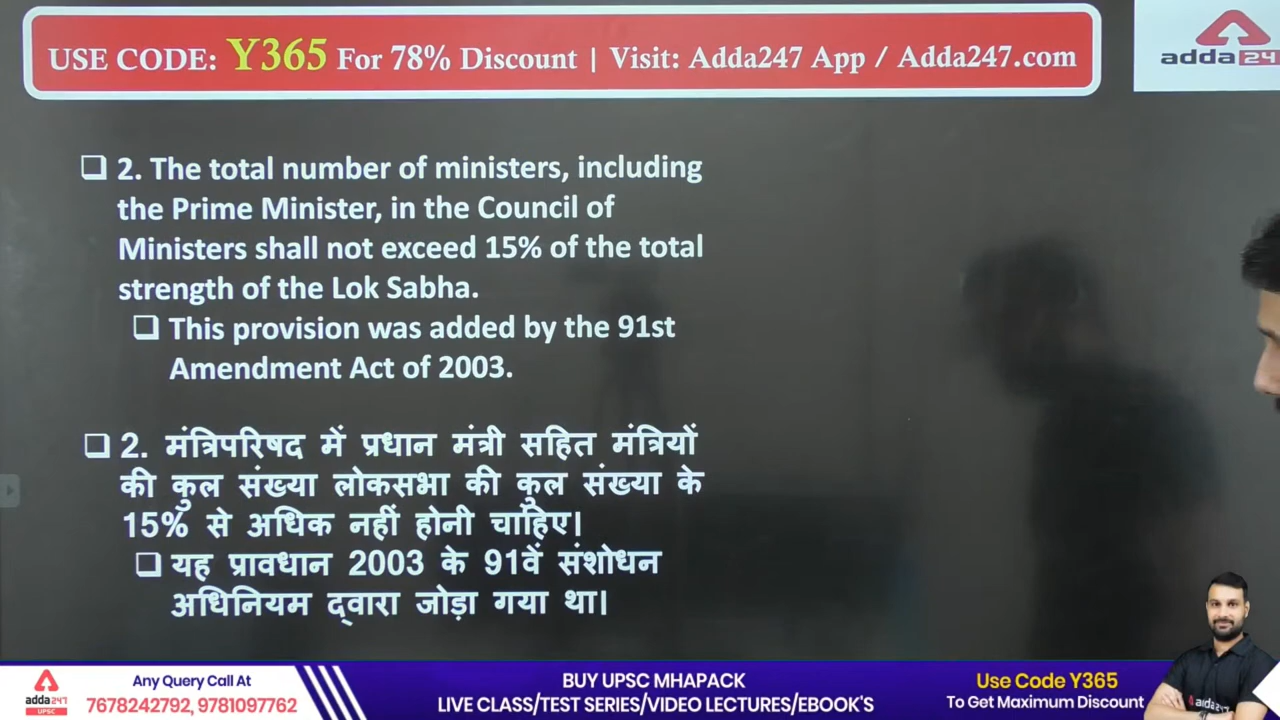 USE CODE: Y365 For 78% Discount | Visit: Adda247 App / Adda247.com
adda24
2. The total number of ministers, including
the Prime Minister, in the Council of
Ministers shall not exceed 15% of the total
strength of the Lok Sabha.
This provision was added by the 91st
Amendment Act of 2003.
2. मंत्रिपरिषद में प्रधान मंत्री सहित मंत्रियों
की कुल संख्या लोकसभा की कुल संख्या के
15% से अधिक नहीं होनी चाहिए।
यह प्रावधान 2003 के 91वें संशोधन
अधिनियम द्वारा जोड़ा गया था।
adda247
UPSC
Any Query Call At
7678242792, 9781097762
BUY UPSC MHAPACK
LIVE CLASS/TEST SERIES/VIDEO LECTURES/EBOOK'S
Use Code Y365
To Get Maximum Discount
adda24